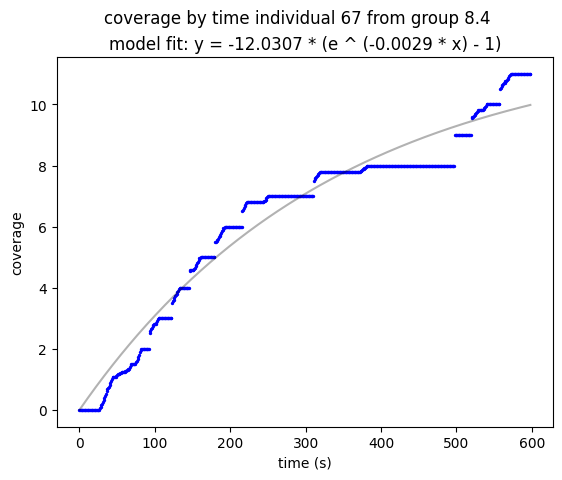 coverage by time individual 67 from group 8.4
model fit: y = -12.0307 * (e ^ (-0.0029 * x) - 1)
coverage
10
8
6
4
2
0
0 100 200 300 400 500 600
time (s)